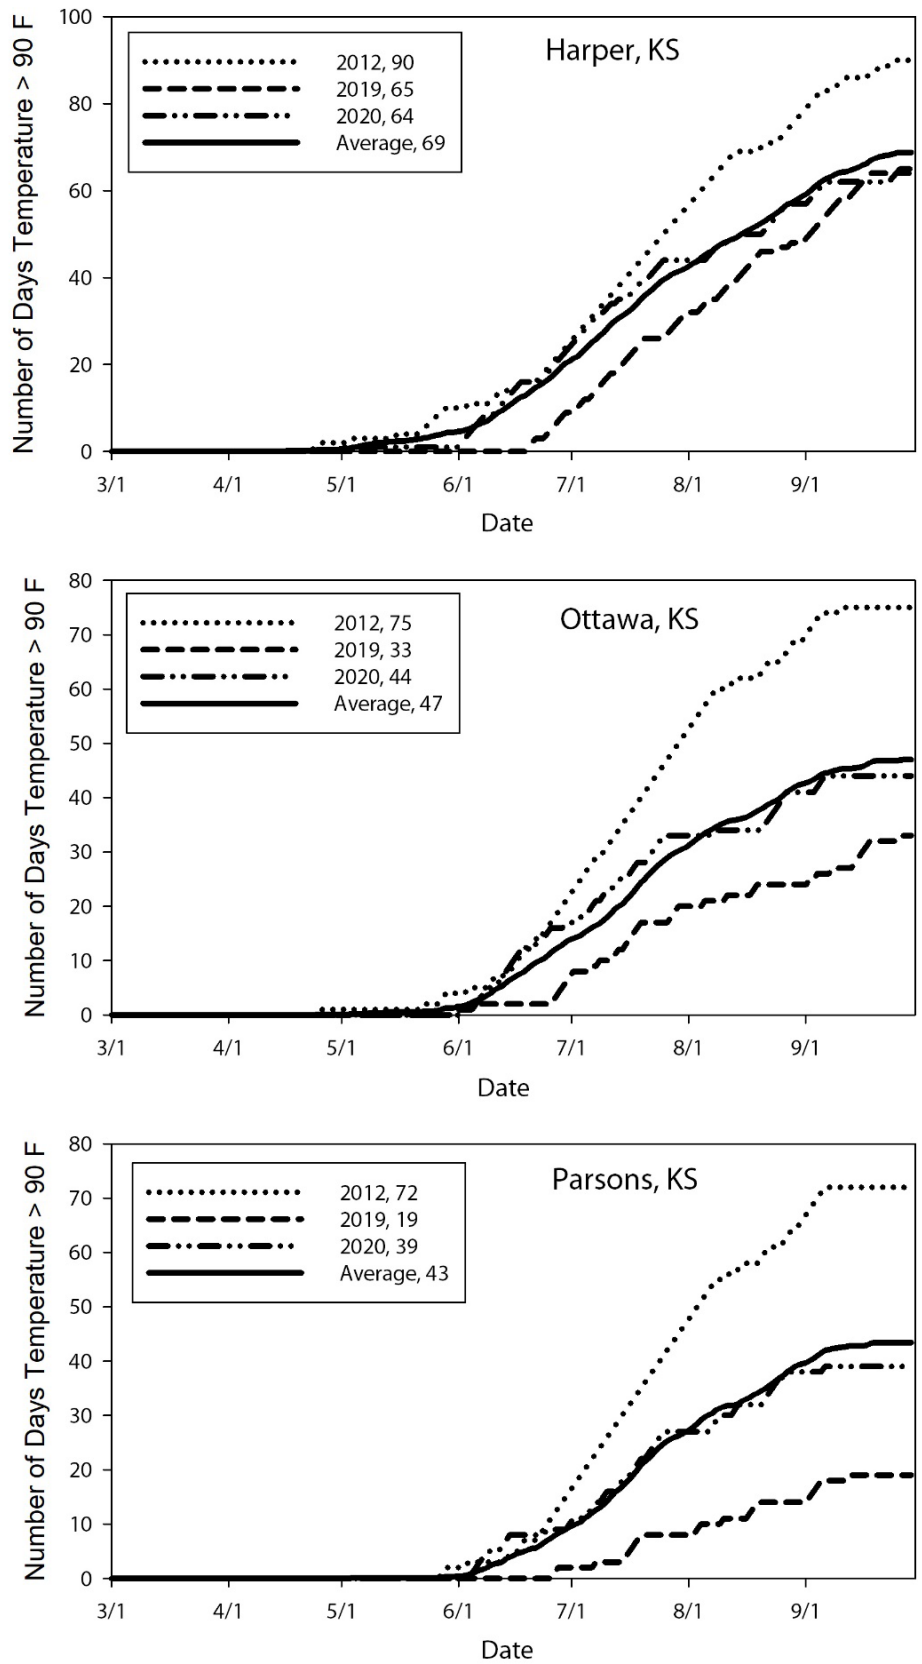 Number of Days Temperature > 90 F
Harper, KS
2012, 90
2019, 65
2020, 64
Average, 69
100
80
60
40
20
0
3/1 4/1 5/1 6/1 7/1 8/1 9/1
Date
Number of Days Temperature > 90 F
Ottawa, KS
2012, 75
2019, 33
2020, 44
Average, 47
80
70
60
50
40
30
20
10
0
3/1 4/1 5/1 6/1 7/1 8/1 9/1
Date
Number of Days Temperature > 90 F
Parsons, KS
2012, 72
2019, 19
2020, 39
Average, 43
80
70
60
50
40
30
20
10
0
3/1 4/1 5/1 6/1 7/1 8/1 9/1
Date